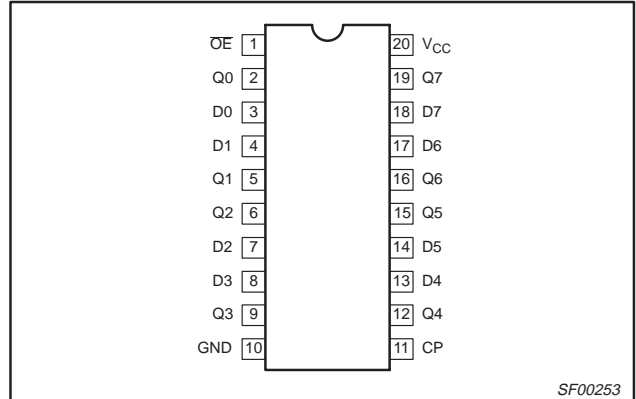 O̅E̅ 1 20 VCC
Q0 2 19 Q7
D0 3 18 D7
D1 4 17 D6
Q1 5 16 Q6
Q2 6 15 Q5
D2 7 14 D5
D3 8 13 D4
Q3 9 12 Q4
GND 10 11 CP
SF00253